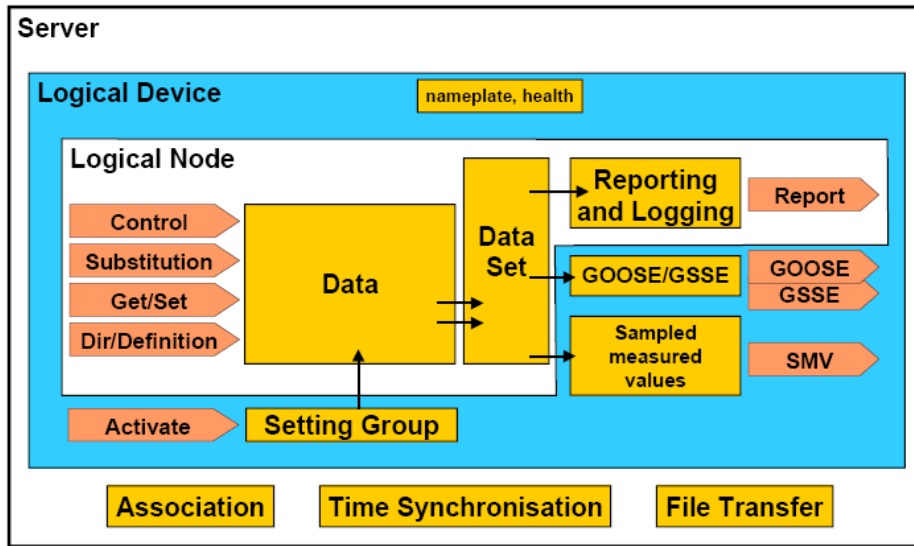 Server
Logical Device
nameplate, health
Logical Node
Control
Substitution
Get/Set
Dir/Definition
Data
Data
Set
Reporting
and Logging
Report
GOOSE/GSSE
GOOSE
GSSE
Sampled
measured
values
SMV
Activate
Setting Group
Association
Time Synchronisation
File Transfer